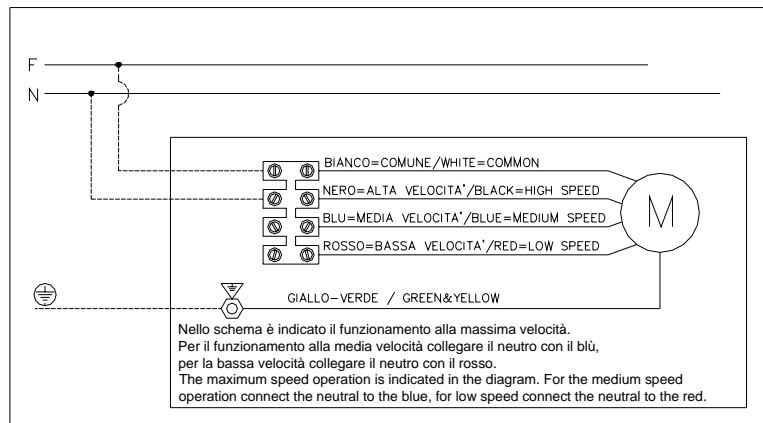 F
N
BIANCO=COMUNE/WHITE=COMMON
NERO=ALTA VELOCITA'/BLACK=HIGH SPEED
BLU=MEDIA VELOCITA'/BLUE=MEDIUM SPEED
ROSSO=BASSA VELOCITA'/RED=LOW SPEED
M
GIALLO-VERDE / GREEN&YELLOW
Nello schema è indicato il funzionamento alla massima velocità.
Per il funzionamento alla media velocità collegare il neutro con il blù,
per la bassa velocità collegare il neutro con il rosso.
The maximum speed operation is indicated in the diagram. For the medium speed
operation connect the neutral to the blue, for low speed connect the neutral to the red.